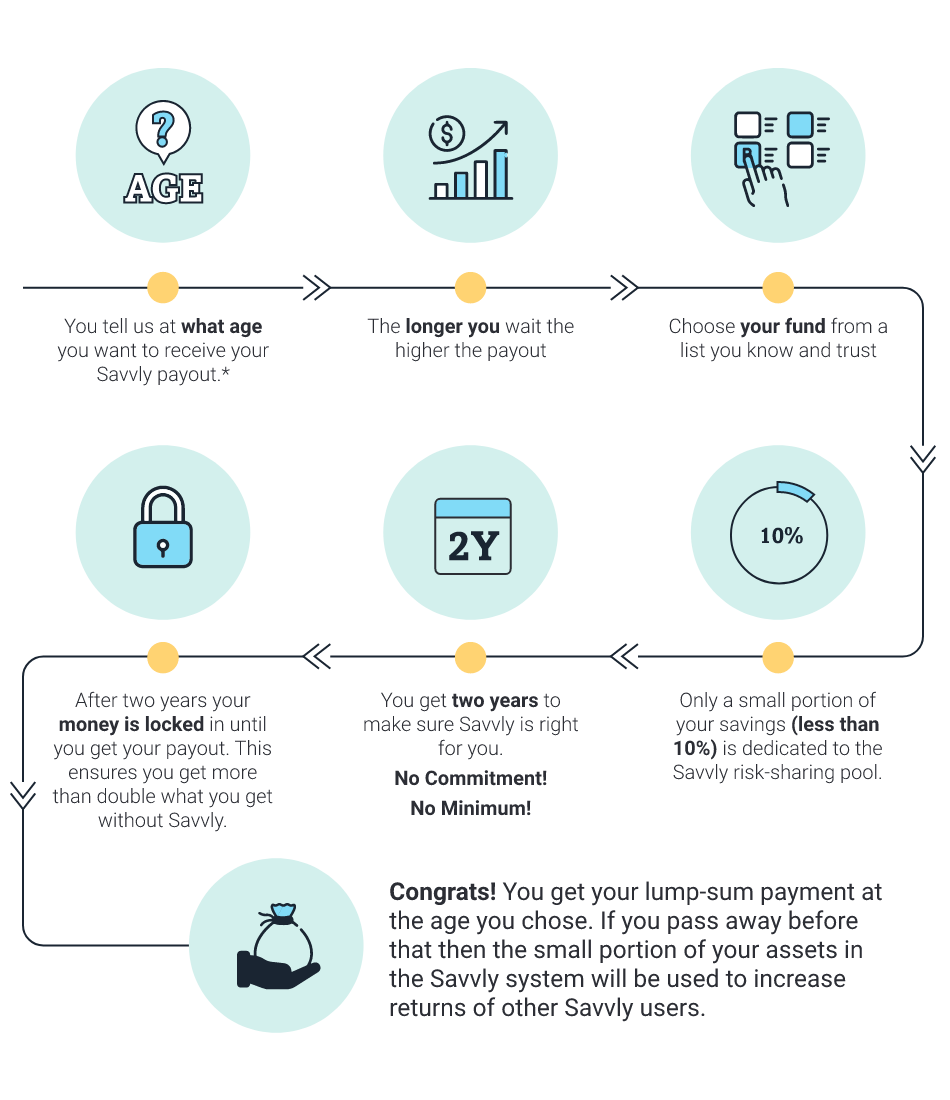 ?
AGE
$
You tell us at what age
you want to receive your
Savvly payout.*
The longer you wait the
higher the payout
Choose your fund from a
list you know and trust
10%
Only a small portion of
your savings (less than
10%) is dedicated to the
Savvly risk-sharing pool.
2Y
You get two years to
make sure Savvly is right
for you.
No Commitment!
No Minimum!
After two years your
money is locked in until
you get your payout. This
ensures you get more
than double what you get
without Savvly.
Congrats! You get your lump-sum payment at
the age you chose. If you pass away before
that then the small portion of your assets in
the Savvly system will be used to increase
returns of other Savvly users.